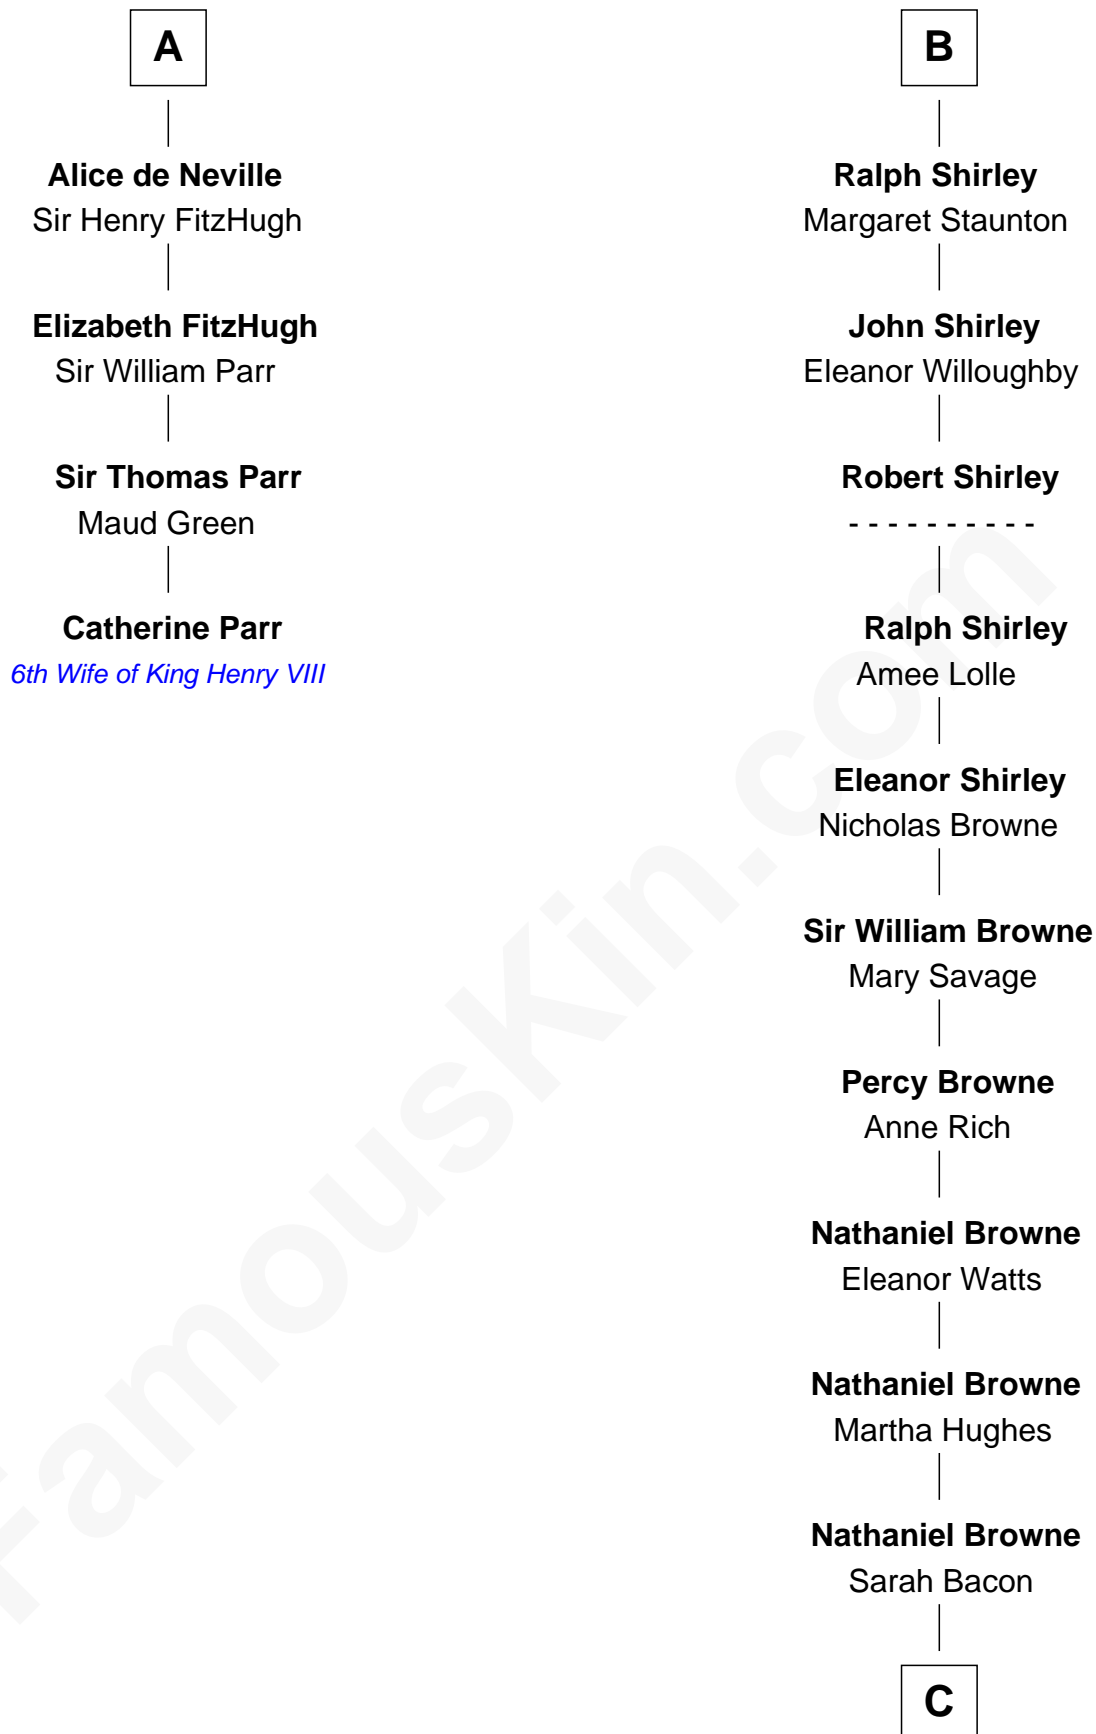 A
Alice de Neville
Sir Henry FitzHugh
Elizabeth FitzHugh
Sir William Parr
Sir Thomas Parr
Maud Green
Catherine Parr
6th Wife of King Henry VIII
B
Ralph Shirley
Margaret Staunton
John Shirley
Eleanor Willoughby
Robert Shirley
- - - - - - - - - -
Ralph Shirley
Amee Lolle
Eleanor Shirley
Nicholas Browne
Sir William Browne
Mary Savage
Percy Browne
Anne Rich
Nathaniel Browne
Eleanor Watts
Nathaniel Browne
Martha Hughes
Nathaniel Browne
Sarah Bacon
C
FamousKin.com